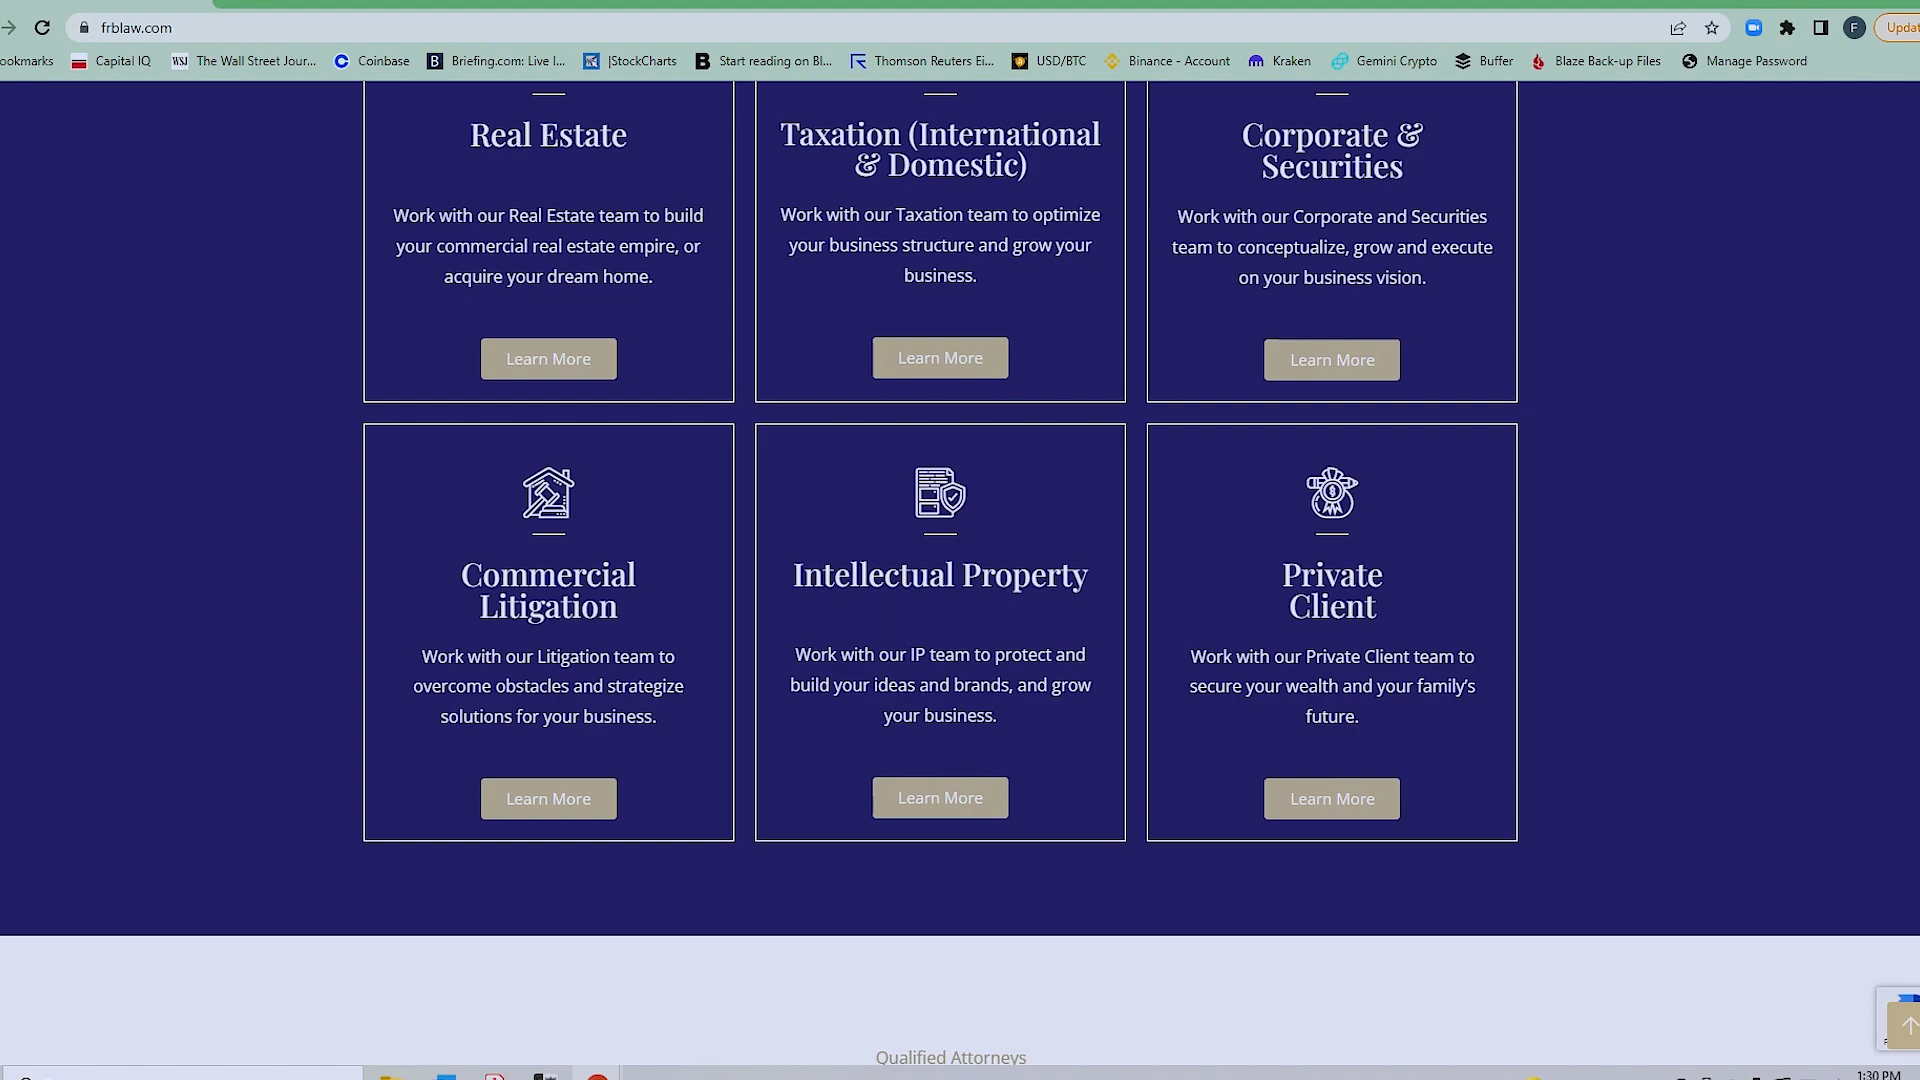 frblaw.com
F
Updat
ookmarks Capital IQ WSJ The Wall Street Jour... Coinbase B Briefing.com: Live I... |StockCharts B Start reading on Bl... Thomson Reuters Ei... USD/BTC Binance - Account Kraken Gemini Crypto Buffer Blaze Back-up Files Manage Password
Real Estate
Work with our Real Estate team to build
your commercial real estate empire, or
acquire your dream home.
Learn More
Taxation (International
& Domestic)
Work with our Taxation team to optimize
your business structure and grow your
business.
Learn More
Corporate &
Securities
Work with our Corporate and Securities
team to conceptualize, grow and execute
on your business vision.
Learn More
Commercial
Litigation
Work with our Litigation team to
overcome obstacles and strategize
solutions for your business.
Learn More
Intellectual Property
Work with our IP team to protect and
build your ideas and brands, and grow
your business.
Learn More
Private
Client
Work with our Private Client team to
secure your wealth and your family’s
future.
Learn More
Qualified Attorneys
1:30 PM